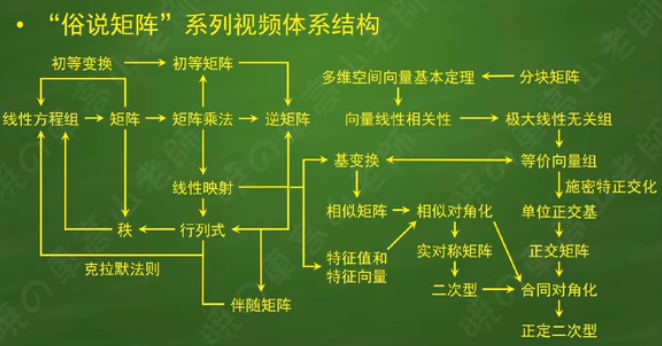 • “俗说矩阵”系列视频体系结构
初等变换 初等矩阵
多维空间向量基本定理 分块矩阵
线性方程组 矩阵 矩阵乘法 逆矩阵 向量线性相关性 极大线性无关组
基变换 等价向量组
线性映射 施密特正交化
相似矩阵 相似对角化 单位正交基
秩 行列式
实对称矩阵 正交矩阵
克拉默法则 特征值和
特征向量
二次型 合同对角化
伴随矩阵
正定二次型